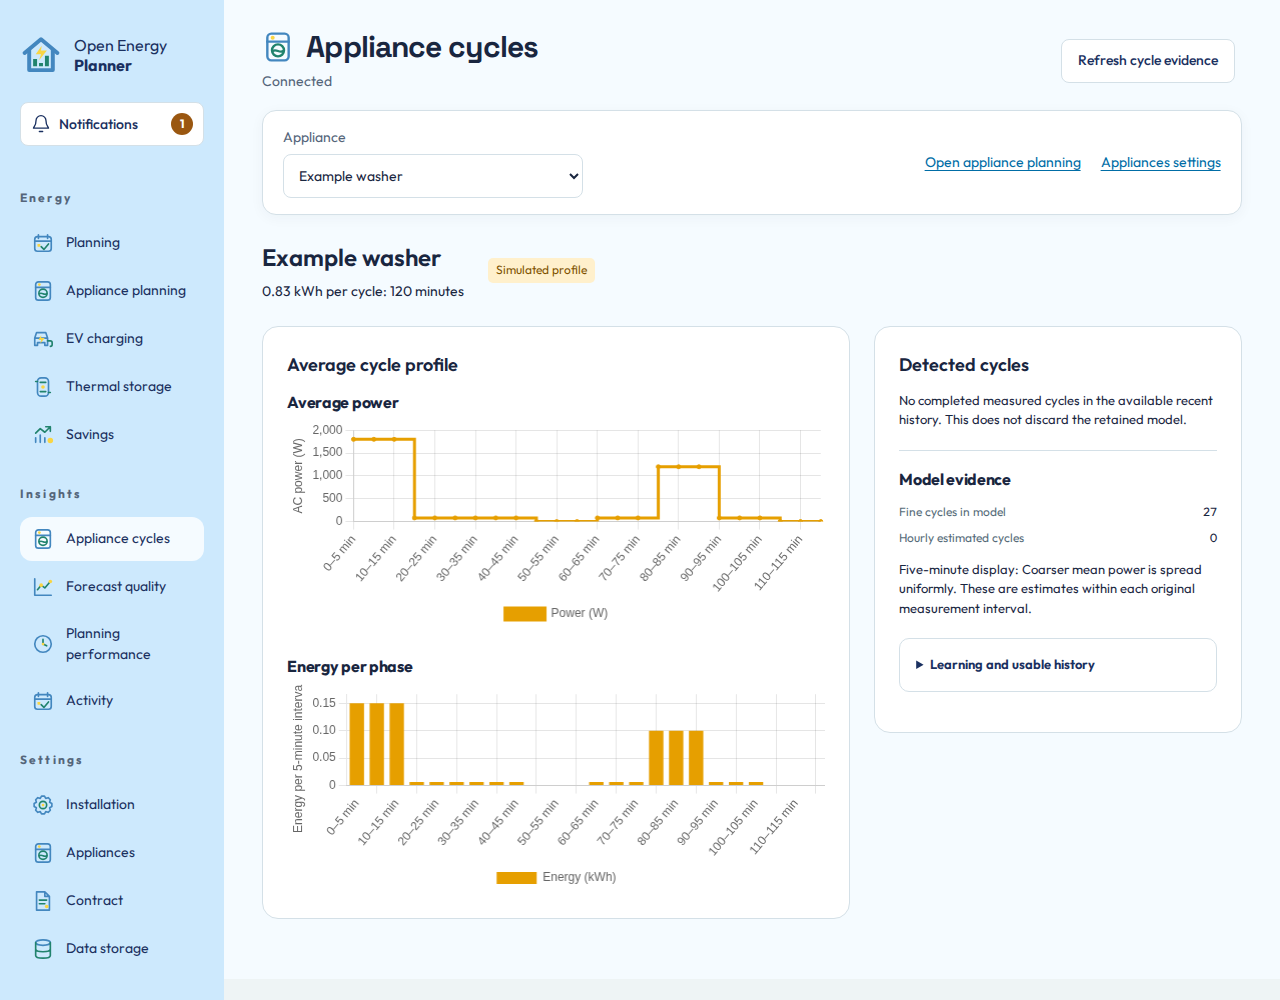 Open Energy
Planner
Notifications
1
Energy
Planning
Appliance planning
EV charging
Thermal storage
Savings
Insights
Appliance cycles
Forecast quality
Planning
performance
Activity
Settings
Installation
Appliances
Contract
Data storage
Appliance cycles
Connected
Refresh cycle evidence
Appliance
Example washer
Open appliance planning
Appliances settings
Example washer
0.83 kWh per cycle: 120 minutes
Simulated profile
Average cycle profile
Average power
AC power (W)
2,000
1,500
1,000
500
0
0–5 min
10–15 min
20–25 min
30–35 min
40–45 min
50–55 min
60–65 min
70–75 min
80–85 min
90–95 min
100–105 min
110–115 min
Power (W)
Energy per phase
Energy per 5-minute interva
0.15
0.10
0.05
0
0–5 min
10–15 min
20–25 min
30–35 min
40–45 min
50–55 min
60–65 min
70–75 min
80–85 min
90–95 min
100–105 min
110–115 min
Energy (kWh)
Detected cycles
No completed measured cycles in the available recent
history. This does not discard the retained model.
Model evidence
Fine cycles in model 27
Hourly estimated cycles 0
Five-minute display: Coarser mean power is spread
uniformly. These are estimates within each original
measurement interval.
Learning and usable history